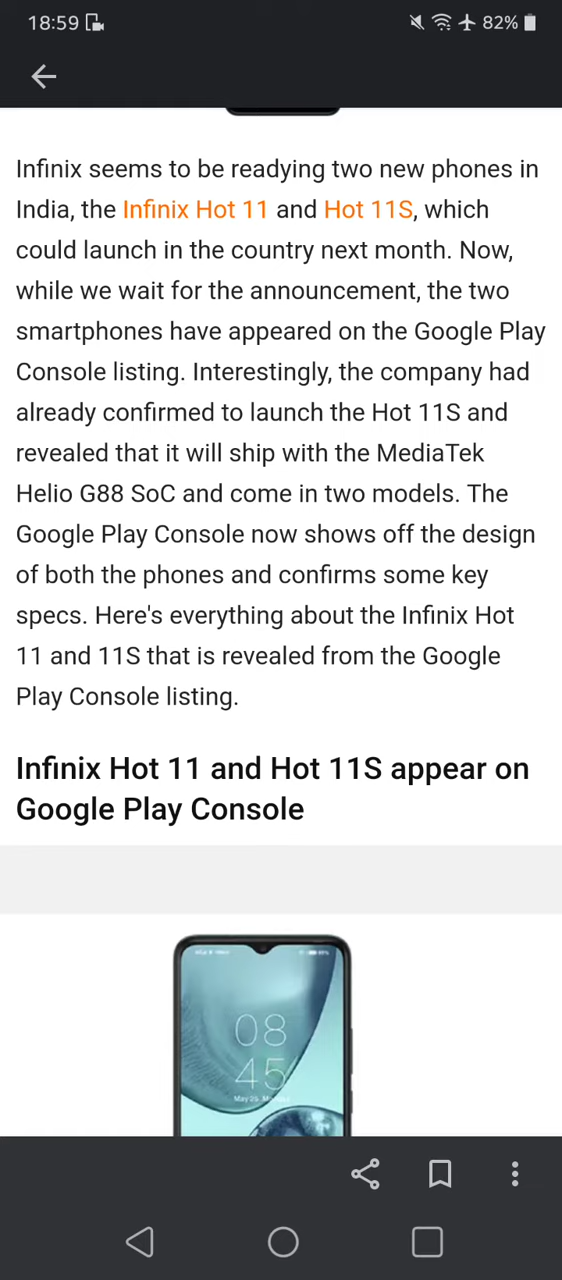 18:59
82%
Infinix seems to be readying two new phones in
India, the Infinix Hot 11 and Hot 11S, which
could launch in the country next month. Now,
while we wait for the announcement, the two
smartphones have appeared on the Google Play
Console listing. Interestingly, the company had
already confirmed to launch the Hot 11S and
revealed that it will ship with the MediaTek
Helio G88 SoC and come in two models. The
Google Play Console now shows off the design
of both the phones and confirms some key
specs. Here's everything about the Infinix Hot
11 and 11S that is revealed from the Google
Play Console listing.
Infinix Hot 11 and Hot 11S appear on
Google Play Console
08
45
May 25